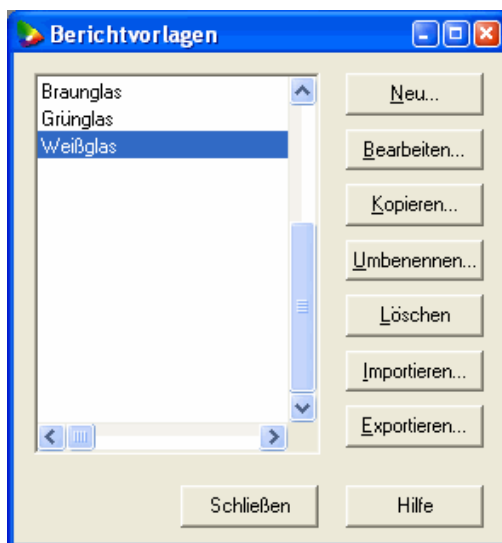 Berichtvorlagen
Braunglas
Grünglas
Weißglas
Neu...
Bearbeiten...
Kopieren...
Umbenennen...
Löschen
Importieren...
Exportieren...
Schließen
Hilfe